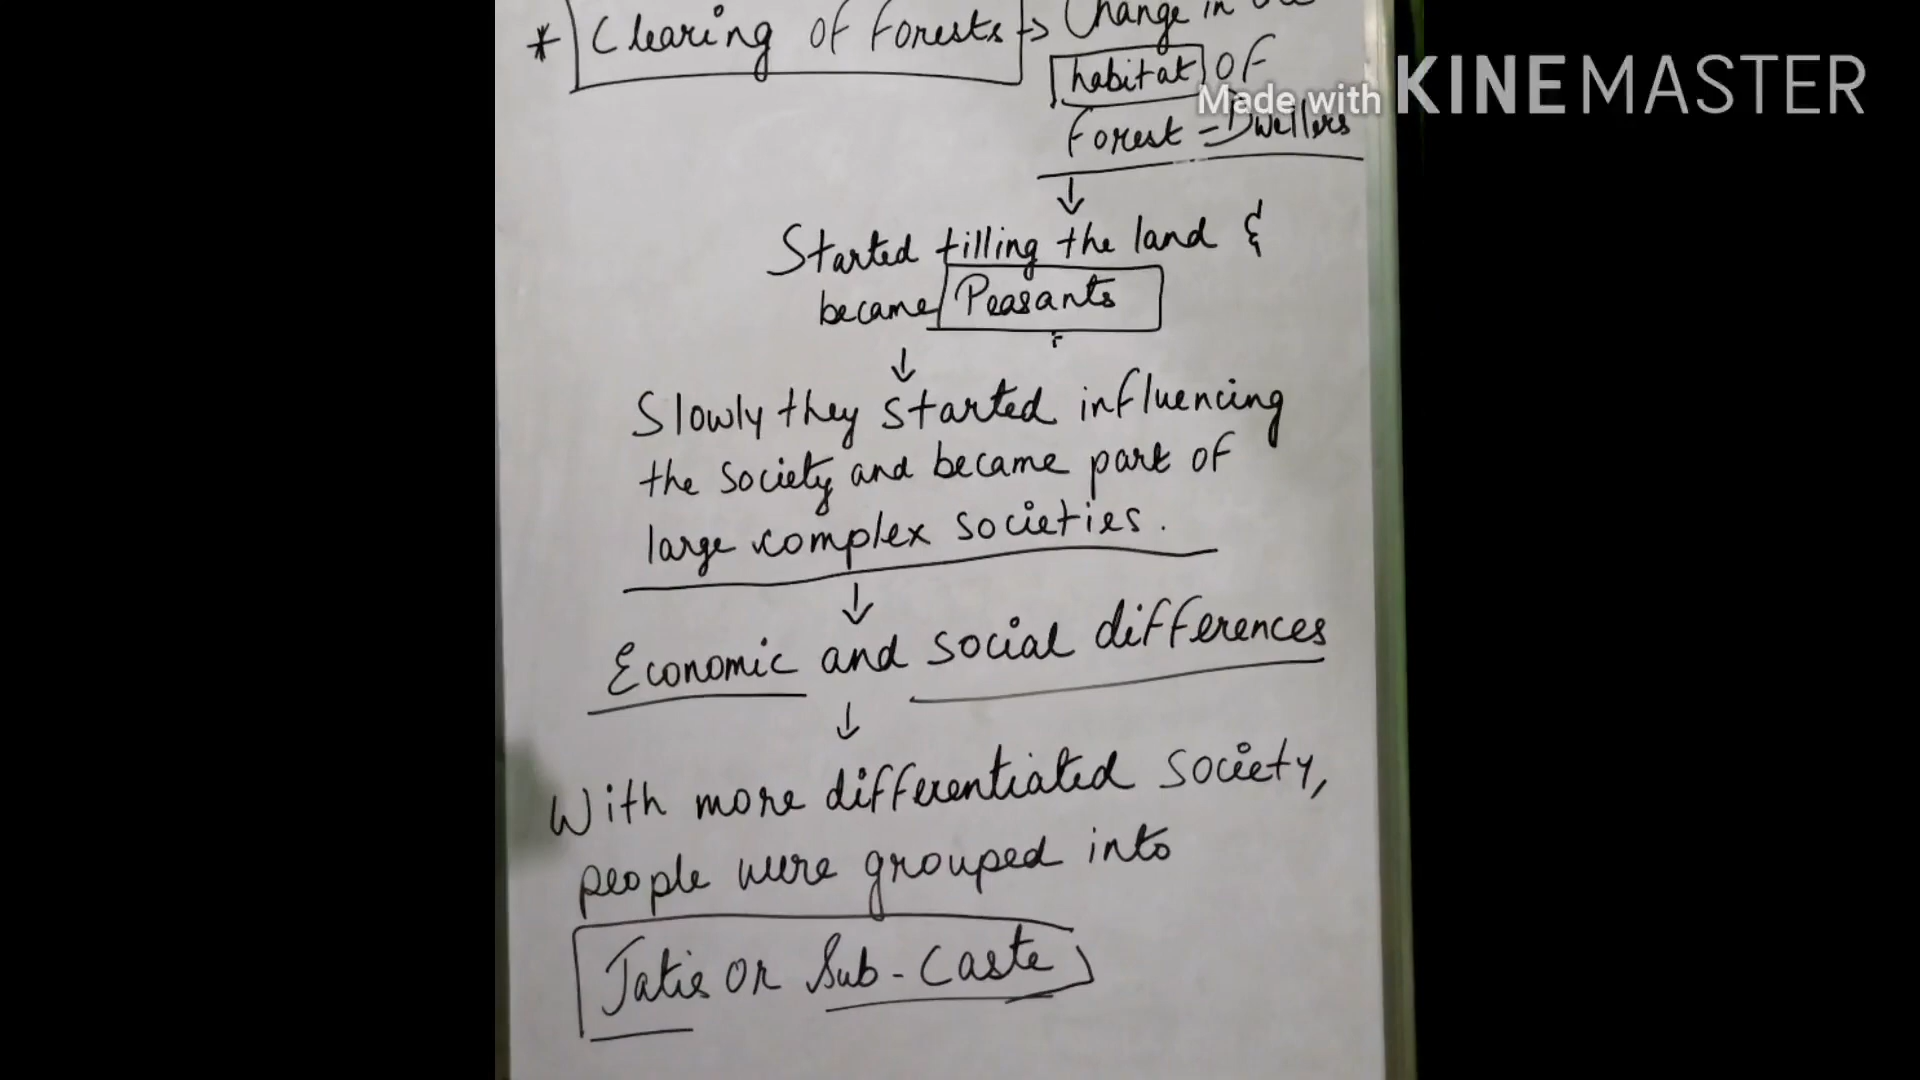 * Clearing of Forests → Change in the
habitat of
Made with KINEMASTER
Forest-Dwellers
↓
Started tilling the land &
became Peasants
↓
Slowly they started influencing
the society and became part of
large complex societies.
↓
Economic and social differences
↓
With more differentiated society,
people were grouped into
Jatis or Sub-Caste